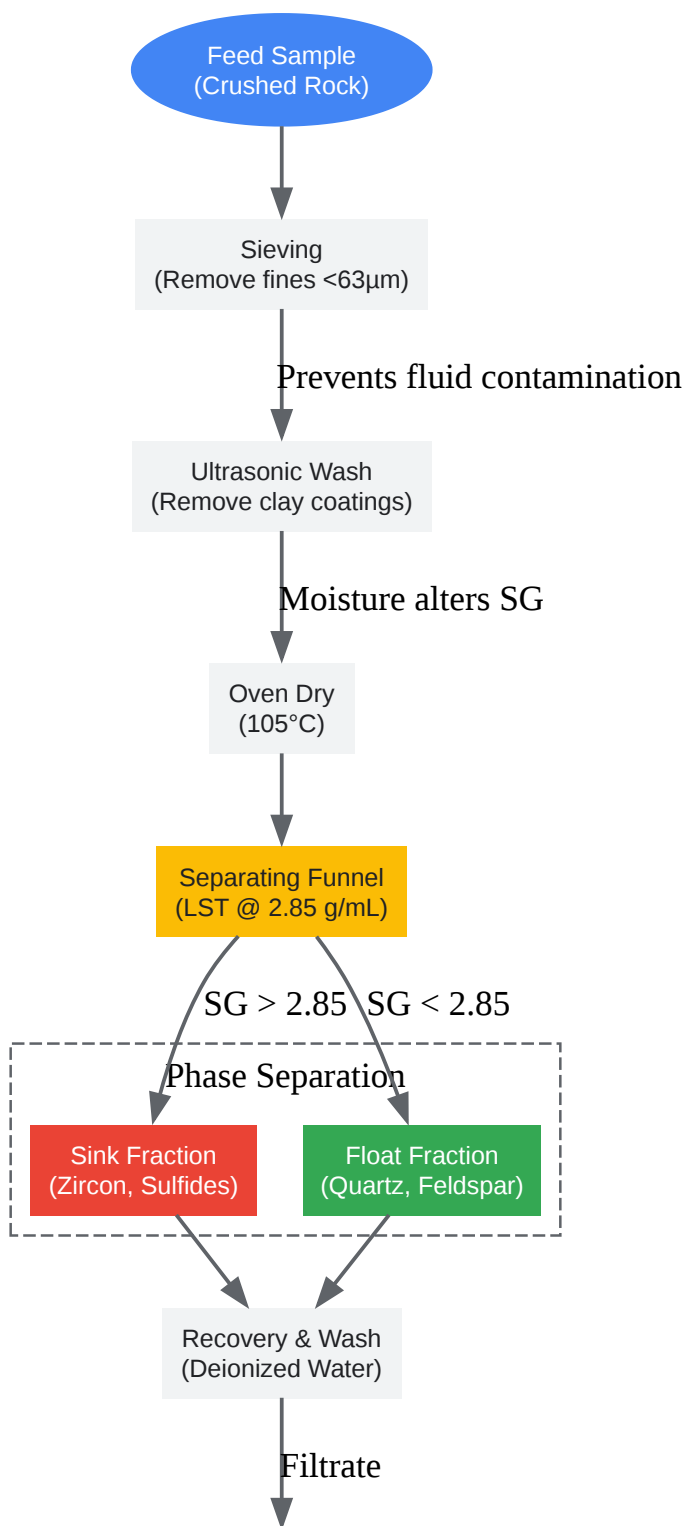 Feed Sample
(Crushed Rock)
Sieving
(Remove fines <63µm)
Prevents fluid contamination
Ultrasonic Wash
(Remove clay coatings)
Moisture alters SG
Oven Dry
(105°C)
Separating Funnel
(LST @ 2.85 g/mL)
SG > 2.85
SG < 2.85
Phase Separation
Sink Fraction
(Zircon, Sulfides)
Float Fraction
(Quartz, Feldspar)
Recovery & Wash
(Deionized Water)
Filtrate